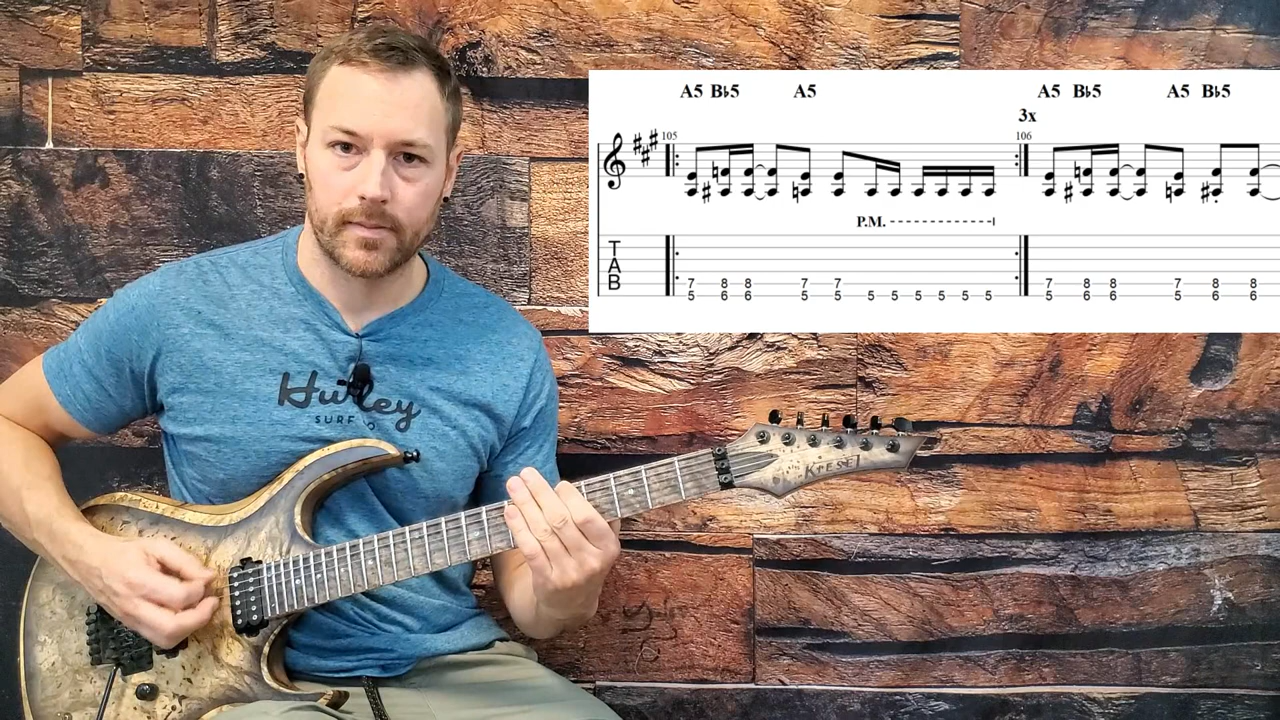 A5 B♭5 A5 A5 B♭5 A5 B♭5
3x
105 106
P.M.
T
A
B
7 8 8 7 7 7 8 8 7 8 8
5 6 6 5 5 5 5 5 5 5 5 6 6 5 6 6
Hurley
SURF CO
KIESEL